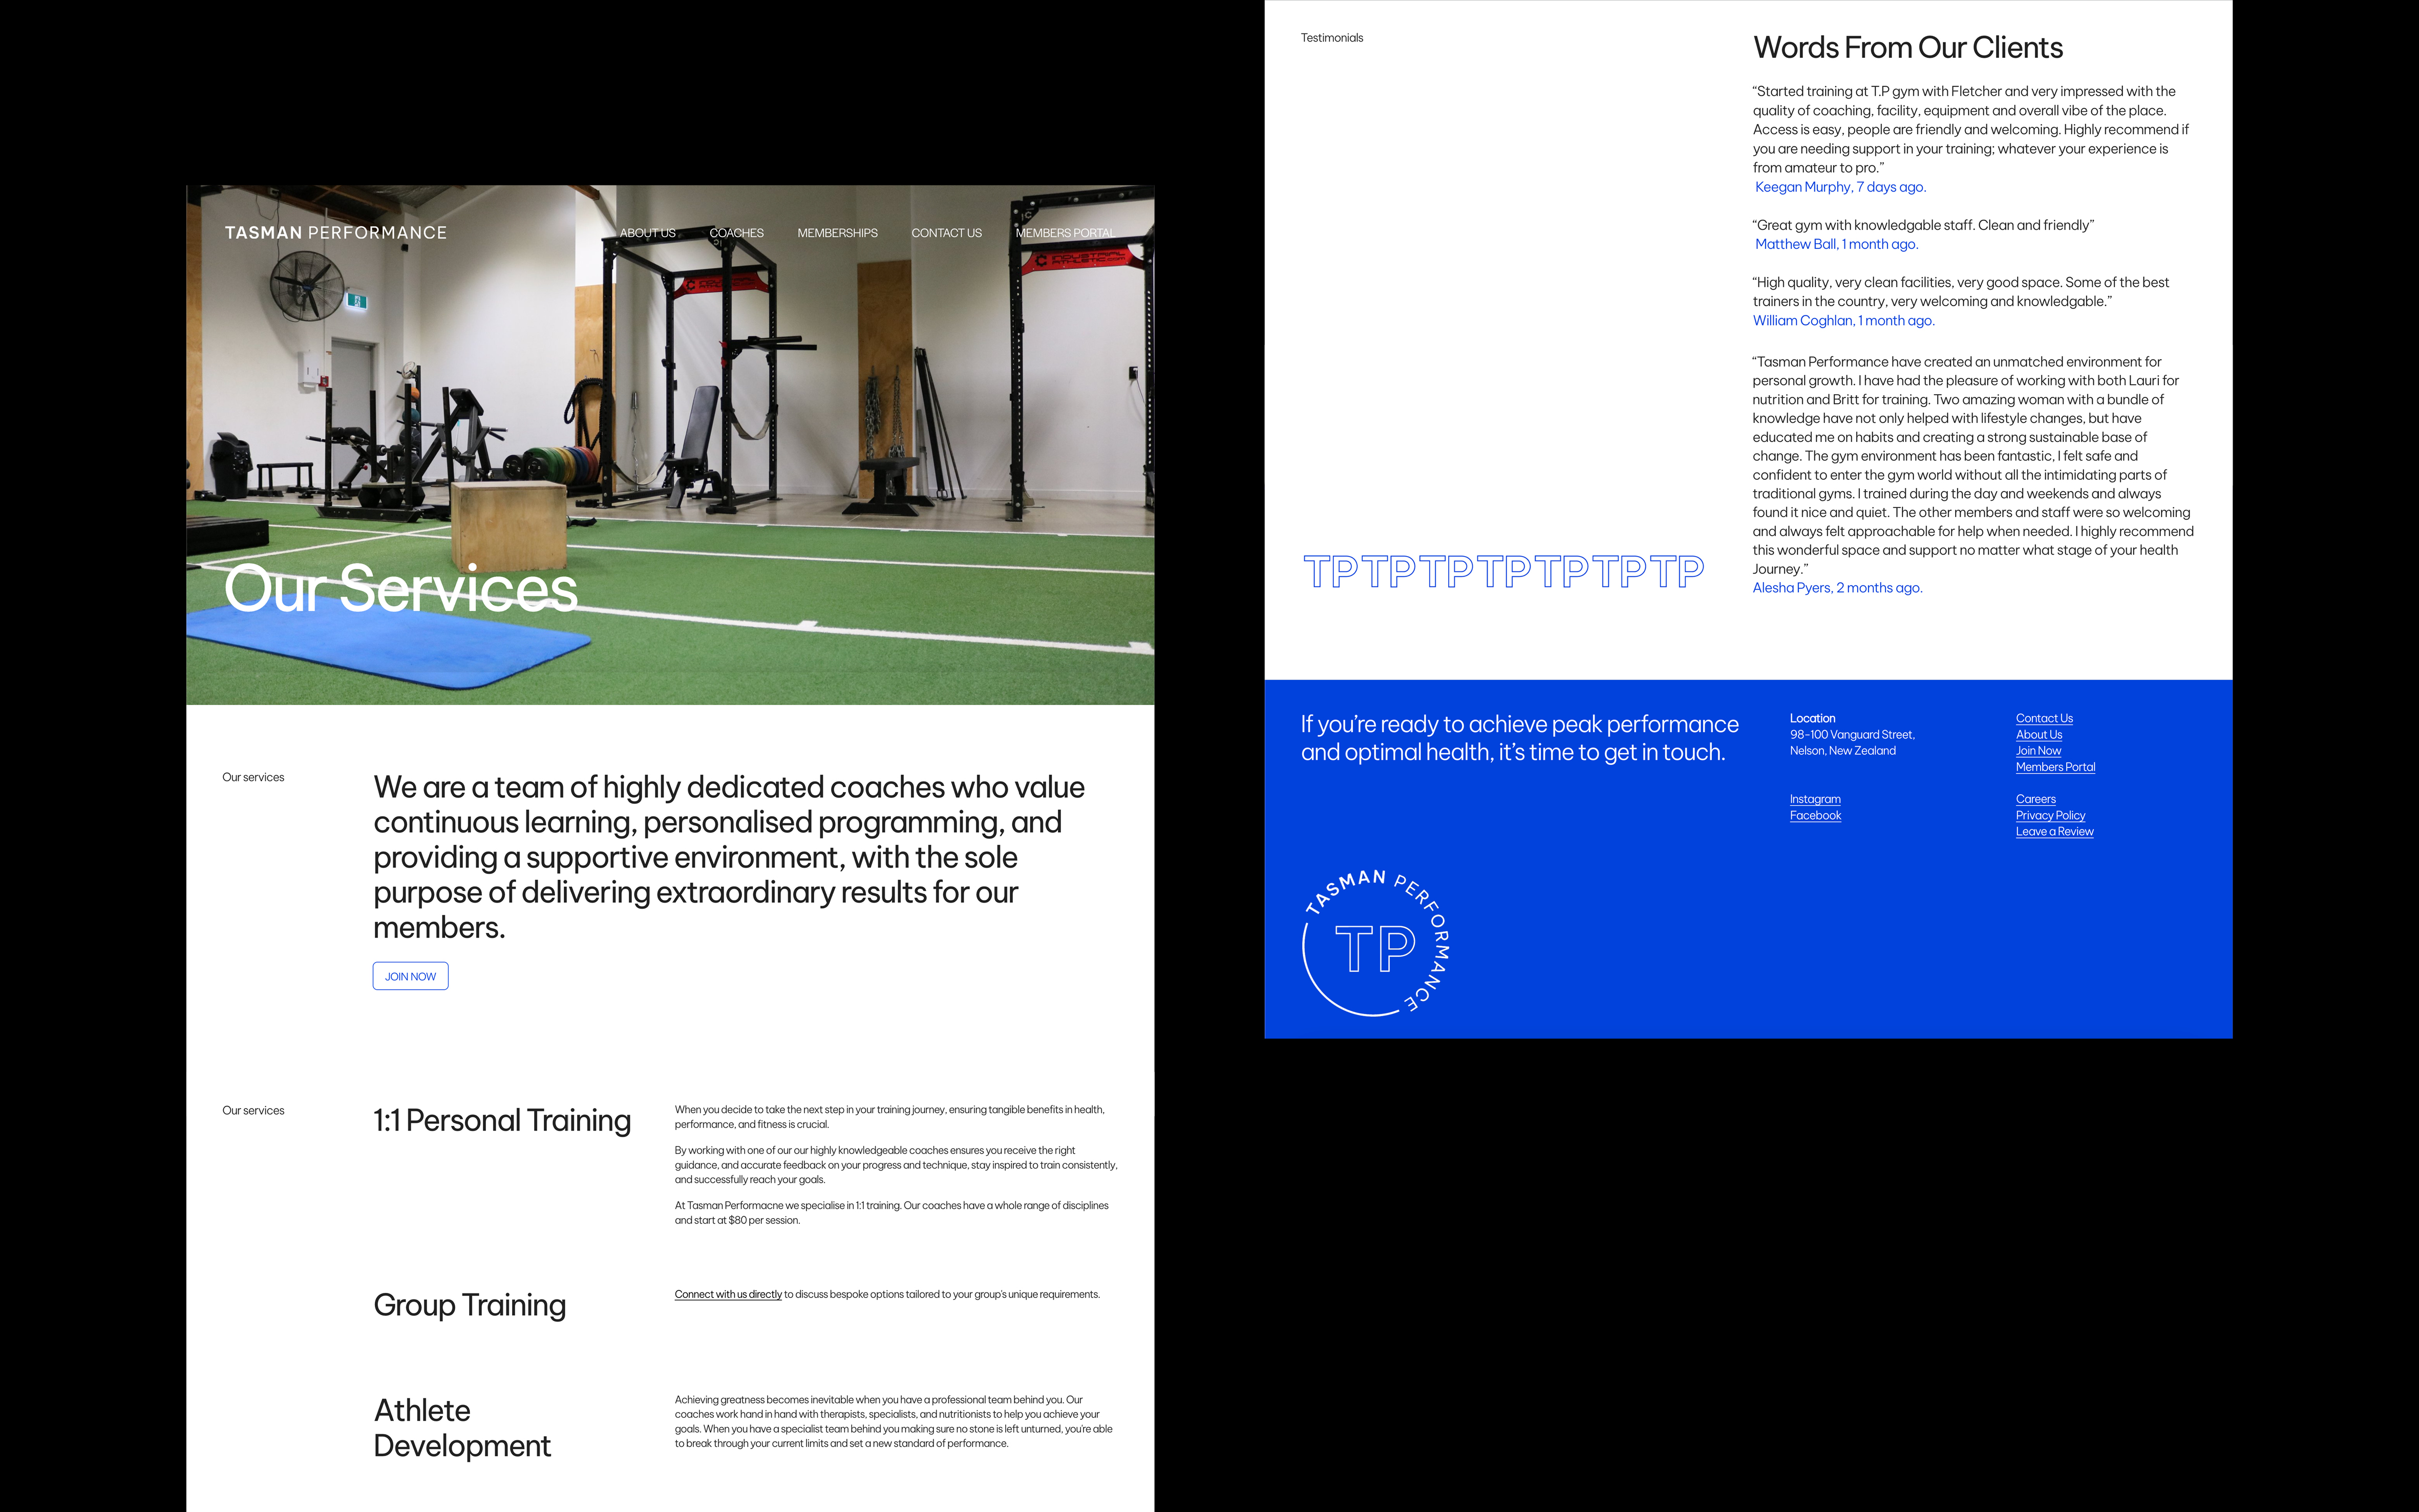 TASMAN PERFORMANCE
ABOUT US
COACHES
MEMBERSHIPS
CONTACT US
MEMBERS PORTAL
INDUSTRIAL
INDUSTRIAL
ATHLETIC.COM
Our Services
Our services
We are a team of highly dedicated coaches who value
continuous learning, personalised programming, and
providing a supportive environment, with the sole
purpose of delivering extraordinary results for our
members.
JOIN NOW
Our services
1:1 Personal Training
When you decide to take the next step in your training journey, ensuring tangible benefits in health,
performance, and fitness is crucial.
By working with one of our our highly knowledgeable coaches ensures you receive the right
guidance, and accurate feedback on your progress and technique, stay inspired to train consistently,
and successfully reach your goals.
At Tasman Performacne we specialise in 1:1 training. Our coaches have a whole range of disciplines
and start at $80 per session.
Group Training
Connect with us directly to discuss bespoke options tailored to your group's unique requirements.
Athlete
Development
Achieving greatness becomes inevitable when you have a professional team behind you. Our
coaches work hand in hand with therapists, specialists, and nutritionists to help you achieve your
goals. When you have a specialist team behind you making sure no stone is left unturned, you're able
to break through your current limits and set a new standard of performance.
Testimonials
Words From Our Clients
“Started training at T.P gym with Fletcher and very impressed with the
quality of coaching, facility, equipment and overall vibe of the place.
Access is easy, people are friendly and welcoming. Highly recommend if
you are needing support in your training; whatever your experience is
from amateur to pro.”
Keegan Murphy, 7 days ago.
“Great gym with knowledgable staff. Clean and friendly”
Matthew Ball, 1 month ago.
“High quality, very clean facilities, very good space. Some of the best
trainers in the country, very welcoming and knowledgable.”
William Coghlan, 1 month ago.
“Tasman Performance have created an unmatched environment for
personal growth. I have had the pleasure of working with both Lauri for
nutrition and Britt for training. Two amazing woman with a bundle of
knowledge have not only helped with lifestyle changes, but have
educated me on habits and creating a strong sustainable base of
change. The gym environment has been fantastic, I felt safe and
confident to enter the gym world without all the intimidating parts of
traditional gyms. I trained during the day and weekends and always
found it nice and quiet. The other members and staff were so welcoming
and always felt approachable for help when needed. I highly recommend
this wonderful space and support no matter what stage of your health
Journey.”
Alesha Pyers, 2 months ago.
TPTPTPTPTPTPTP
If you’re ready to achieve peak performance
and optimal health, it’s time to get in touch.
Location
98-100 Vanguard Street,
Nelson, New Zealand
Instagram
Facebook
Contact Us
About Us
Join Now
Members Portal
Careers
Privacy Policy
Leave a Review
TASMAN PERFORMANCE
TP